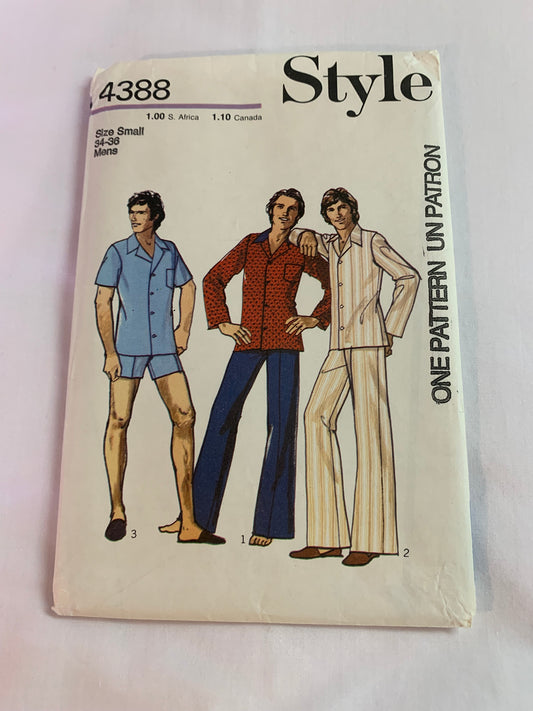 4388
Style
1.00 S. Africa 1.10 Canada
Size Small
34-36
Mens
ONE PATTERN UN PATRON
3
1
2